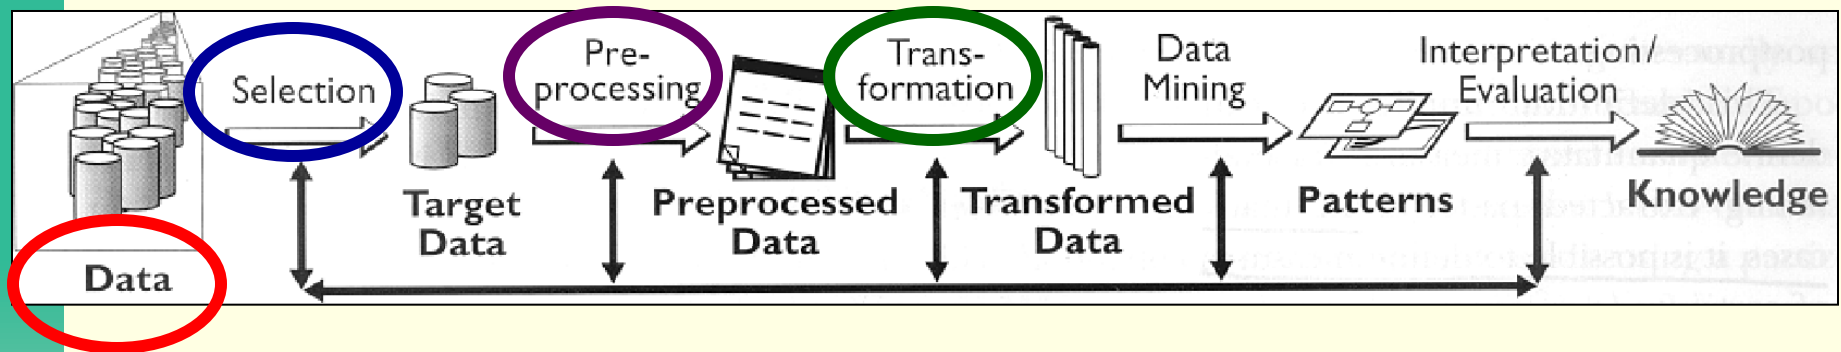 Selection
Pre-
processing
Trans-
formation
Data
Mining
Interpretation/
Evaluation
Data
Target
Data
Preprocessed
Data
Transformed
Data
Patterns
Knowledge